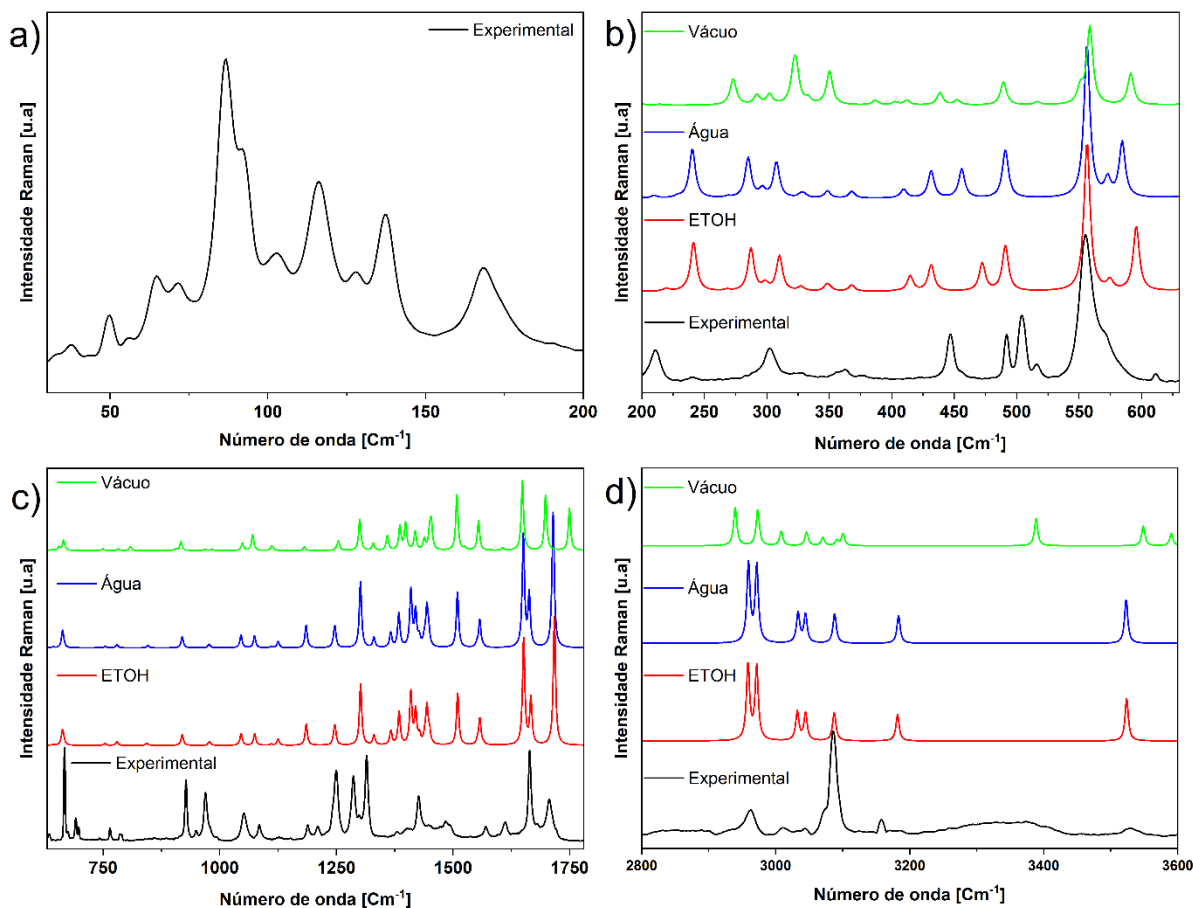 a)
Experimental
Intensidade Raman [u.a]
50
100
150
200
Número de onda [Cm-1]
b)
Vácuo
Água
ETOH
Experimental
Intensidade Raman [u.a]
200
250
300
350
400
450
500
550
600
Número de onda [Cm-1]
c)
Vácuo
Água
ETOH
Experimental
Intensidade Raman [u.a]
750
1000
1250
1500
1750
Número de onda [Cm-1]
d)
Vácuo
Água
ETOH
Experimental
Intensidade Raman [u.a]
2800
3000
3200
3400
3600
Número de onda [Cm-1]